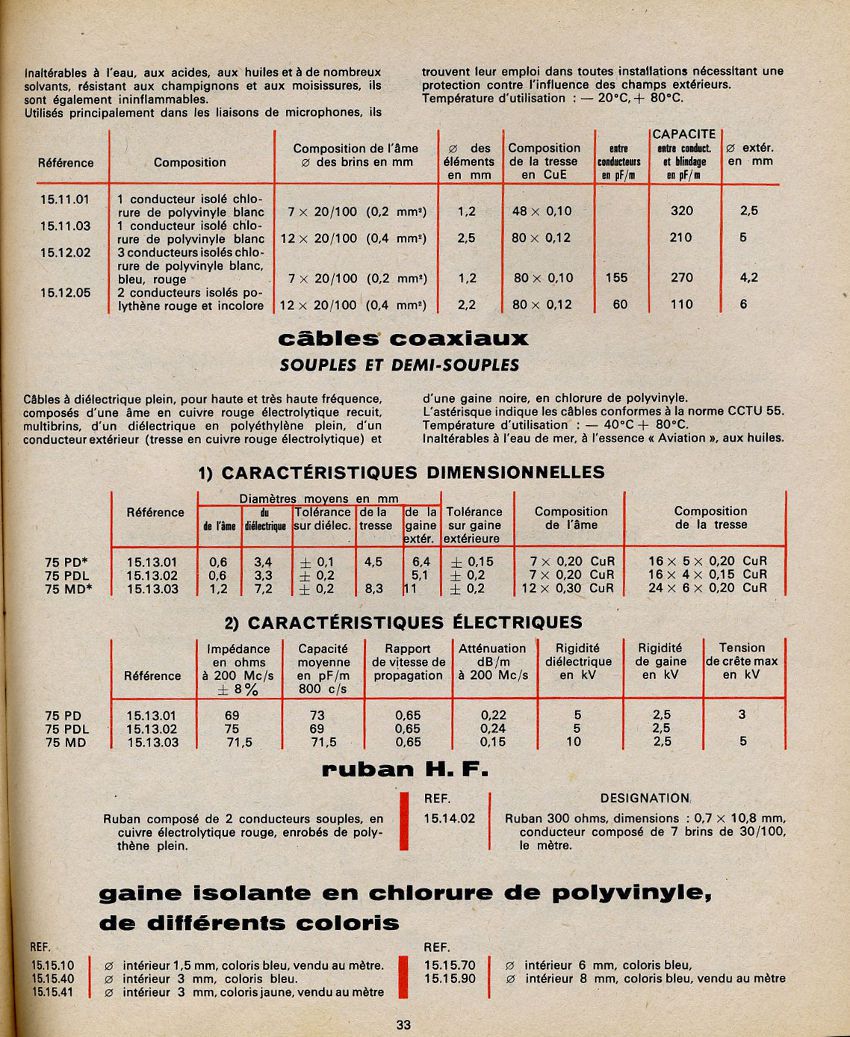 Inaltérables à l'eau, aux acides, aux huiles et à de nombreux
solvants, résistant aux champignons et aux moisissures, ils
sont également ininflammables.
Utilisés principalement dans les liaisons de microphones, ils
trouvent leur emploi dans toutes installations nécessitant une
protection contre l'influence des champs extérieurs.
Température d'utilisation : — 20°C, + 80°C.
Référence
Composition
Composition de l'âme
∅ des brins en mm
∅ des
éléments
en mm
Composition
de la tresse
en CuE
CAPACITE
entre
conducteurs
en pF/m
entre conduct.
et blindage
en pF/m
∅ extér.
en mm
15.11.01 1 conducteur isolé chlo-
rure de polyvinyle blanc 7 × 20/100 (0,2 mm²) 1,2 48 × 0,10 320 2,5
15.11.03 1 conducteur isolé chlo-
rure de polyvinyle blanc 12 × 20/100 (0,4 mm²) 2,5 80 × 0,12 210 5
15.12.02 3 conducteurs isolés chlo-
rure de polyvinyle blanc,
bleu, rouge 7 × 20/100 (0,2 mm²) 1,2 80 × 0,10 155 270 4,2
15.12.05 2 conducteurs isolés po-
lythène rouge et incolore 12 × 20/100 (0,4 mm²) 2,2 80 × 0,12 60 110 6
câbles coaxiaux
SOUPLES ET DEMI-SOUPLES
Câbles à diélectrique plein, pour haute et très haute fréquence,
composés d'une âme en cuivre rouge électrolytique recuit,
multibrins, d'un diélectrique en polyéthylène plein, d'un
conducteur extérieur (tresse en cuivre rouge électrolytique) et
d'une gaine noire, en chlorure de polyvinyle.
L'astérisque indique les câbles conformes à la norme CCTU 55.
Température d'utilisation : — 40°C + 80°C.
Inaltérables à l'eau de mer, à l'essence « Aviation », aux huiles.
1) CARACTÉRISTIQUES DIMENSIONNELLES
Référence
Diamètres moyens en mm
de l'âme
du
diélectrique
Tolérance
sur diélec.
de la
tresse
de la
gaine
extér.
Tolérance
sur gaine
extérieure
Composition
de l'âme
Composition
de la tresse
75 PD* 15.13.01 0,6 3,4 ± 0,1 4,5 6,4 ± 0,15 7 × 0,20 CuR 16 × 5 × 0,20 CuR
75 PDL 15.13.02 0,6 3,3 ± 0,2 5,1 ± 0,2 7 × 0,20 CuR 16 × 4 × 0,15 CuR
75 MD* 15.13.03 1,2 7,2 ± 0,2 8,3 11 ± 0,2 12 × 0,30 CuR 24 × 6 × 0,20 CuR
2) CARACTÉRISTIQUES ÉLECTRIQUES
Référence
Impédance
en ohms
à 200 Mc/s
± 8 %
Capacité
moyenne
en pF/m
800 c/s
Rapport
de vitesse de
propagation
Atténuation
dB/m
à 200 Mc/s
Rigidité
diélectrique
en kV
Rigidité
de gaine
en kV
Tension
de crête max
en kV
75 PD 15.13.01 69 73 0,65 0,22 5 2,5 3
75 PDL 15.13.02 75 69 0,65 0,24 5 2,5
75 MD 15.13.03 71,5 71,5 0,65 0,15 10 2,5 5
ruban H. F.
Ruban composé de 2 conducteurs souples, en
cuivre électrolytique rouge, enrobés de poly-
thène plein.
REF.
15.14.02
DESIGNATION
Ruban 300 ohms, dimensions : 0,7 × 10,8 mm,
conducteur composé de 7 brins de 30/100,
le mètre.
gaine isolante en chlorure de polyvinyle,
de différents coloris
REF.
15.15.10 ∅ intérieur 1,5 mm, coloris bleu, vendu au mètre.
15.15.40 ∅ intérieur 3 mm, coloris bleu.
15.15.41 ∅ intérieur 3 mm, coloris jaune, vendu au mètre
REF.
15.15.70 ∅ intérieur 6 mm, coloris bleu,
15.15.90 ∅ intérieur 8 mm, coloris bleu, vendu au mètre
33